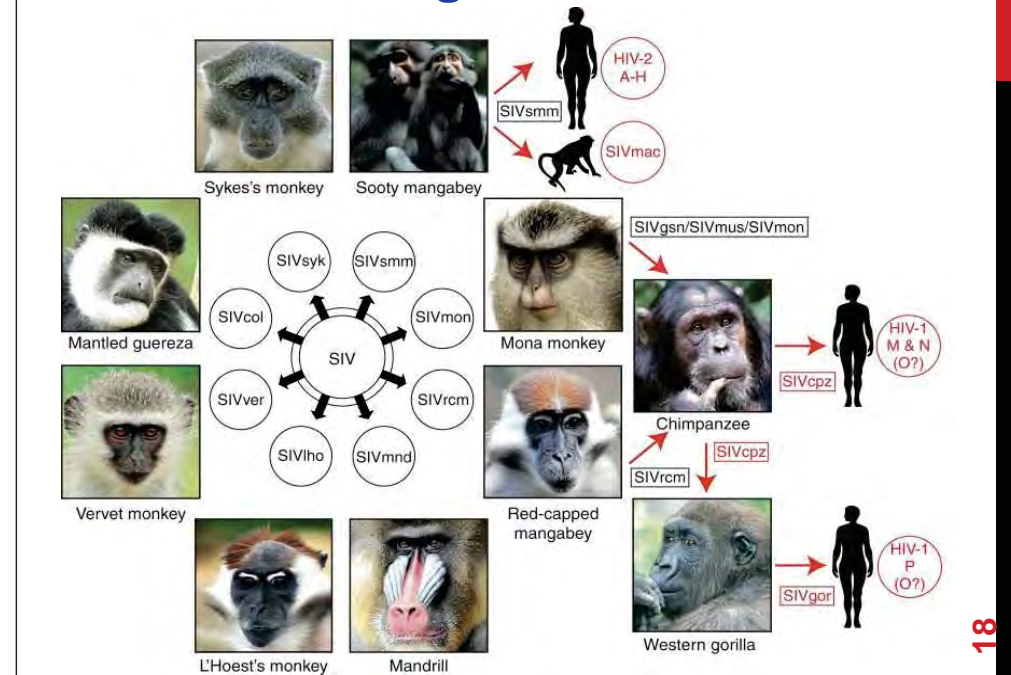 HIV-2
A-H
SIVsmm
SIVmac
Sykes's monkey
Sooty mangabey
SIVgsn/SIVmus/SIVmon
SIVsyk
SIVsmm
SIVcol
SIVmon
Mantled guereza
Mona monkey
SIV
HIV-1
M & N
(O?)
SIVcpz
SIVver
SIVrcm
Chimpanzee
SIVcpz
SIVlho
SIVmnd
SIVrcm
Vervet monkey
Red-capped
mangabey
HIV-1
P
(O?)
SIVgor
18
Western gorilla
L'Hoest's monkey
Mandrill